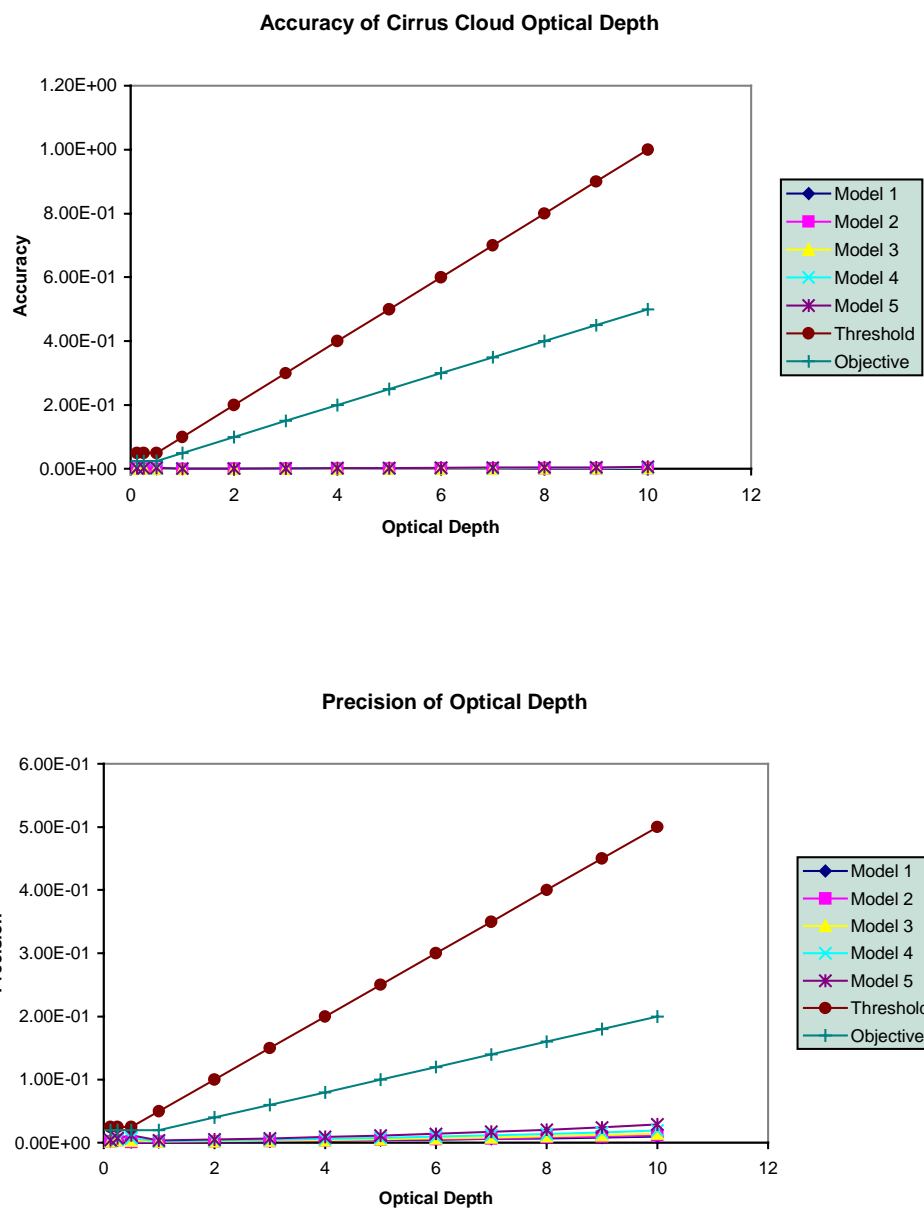 Accuracy of Cirrus Cloud Optical Depth
1.20E+00
1.00E+00
8.00E-01
6.00E-01
4.00E-01
2.00E-01
0.00E+00
Accuracy
0 2 4 6 8 10 12
Optical Depth
Model 1
Model 2
Model 3
Model 4
Model 5
Threshold
Objective
Precision of Optical Depth
6.00E-01
5.00E-01
4.00E-01
3.00E-01
2.00E-01
1.00E-01
0.00E+00
Precision
0 2 4 6 8 10 12
Optical Depth
Model 1
Model 2
Model 3
Model 4
Model 5
Threshold
Objective